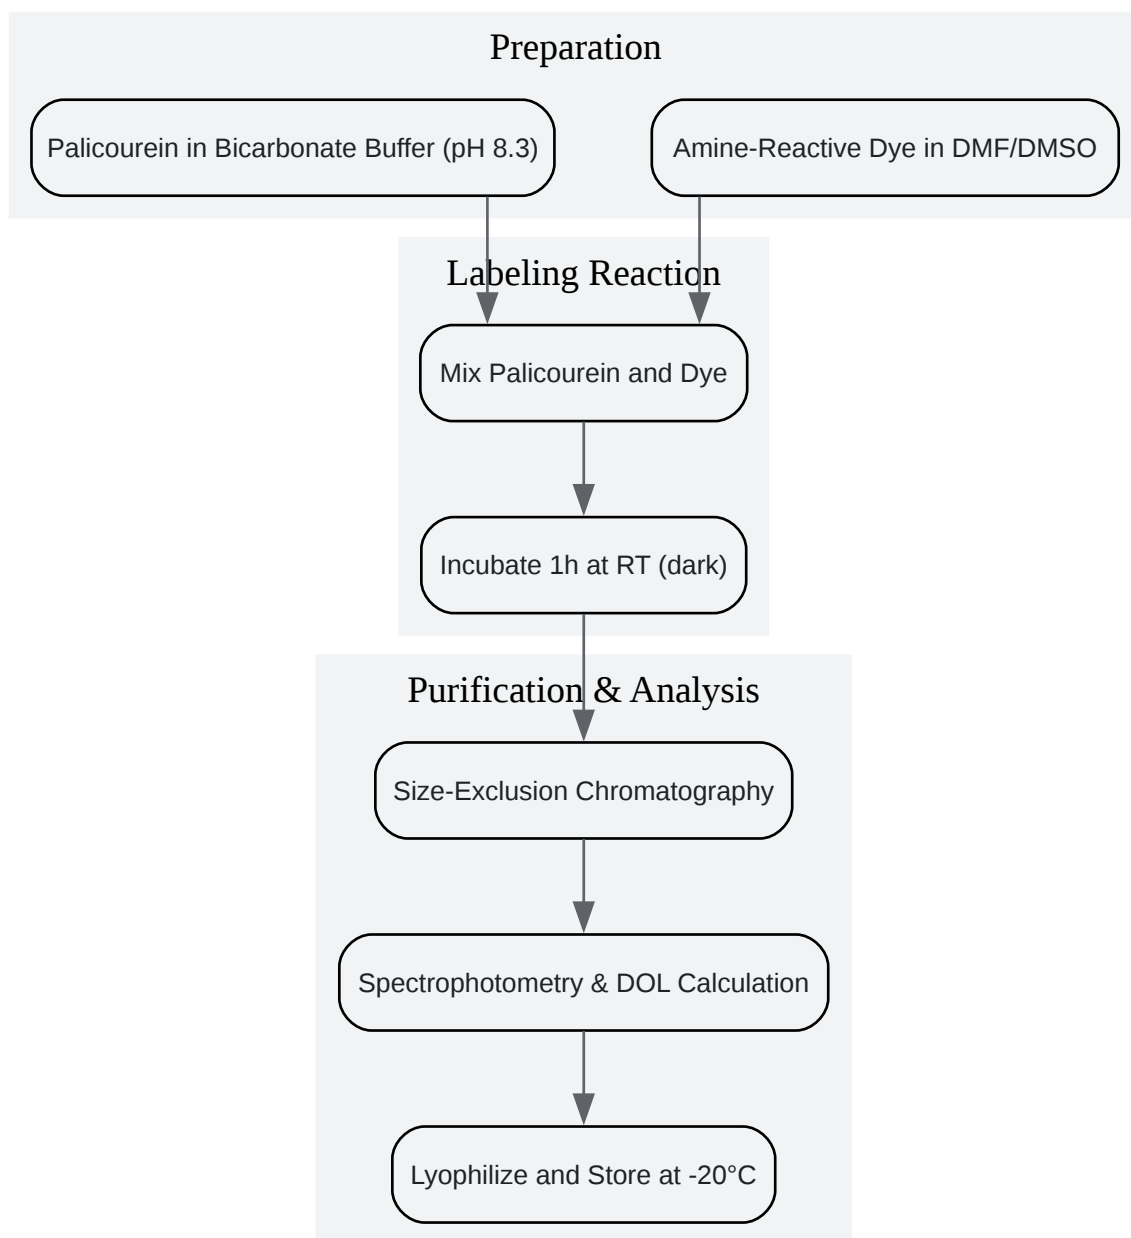 Preparation
Palicourein in Bicarbonate Buffer (pH 8.3)
Amine-Reactive Dye in DMF/DMSO
Labeling Reaction
Mix Palicourein and Dye
Incubate 1h at RT (dark)
Purification & Analysis
Size-Exclusion Chromatography
Spectrophotometry & DOL Calculation
Lyophilize and Store at -20°C